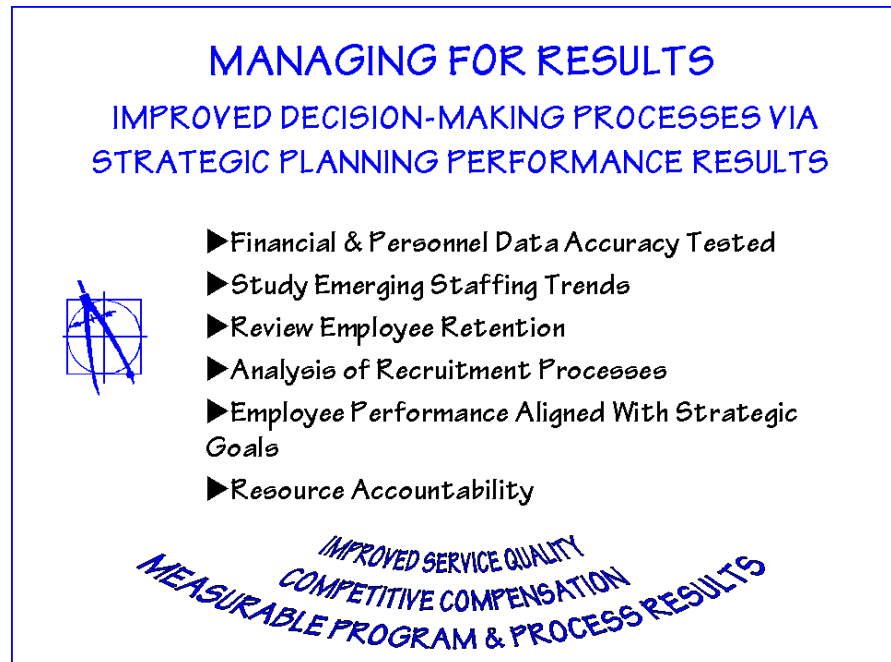 MANAGING FOR RESULTS
IMPROVED DECISION-MAKING PROCESSES VIA
STRATEGIC PLANNING PERFORMANCE RESULTS
▶Financial & Personnel Data Accuracy Tested
▶Study Emerging Staffing Trends
▶Review Employee Retention
▶Analysis of Recruitment Processes
▶Employee Performance Aligned With Strategic
Goals
▶Resource Accountability
IMPROVED SERVICE QUALITY
COMPETITIVE COMPENSATION
MEASURABLE PROGRAM & PROCESS RESULTS